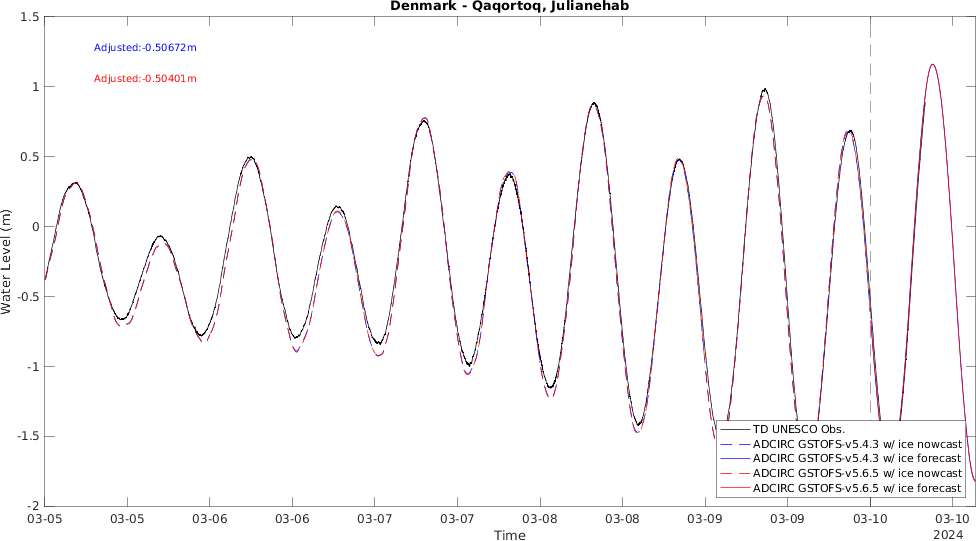 Denmark - Qaqortoq, Julianehab
Adjusted:-0.50672m
Adjusted:-0.50401m
1.5
1
0.5
0
-0.5
-1
-1.5
-2
Water Level (m)
TD UNESCO Obs.
ADCIRC GSTOFS-v5.4.3 w/ ice nowcast
ADCIRC GSTOFS-v5.4.3 w/ ice forecast
ADCIRC GSTOFS-v5.6.5 w/ ice nowcast
ADCIRC GSTOFS-v5.6.5 w/ ice forecast
03-05 03-05 03-06 03-06 03-07 03-07 03-08 03-08 03-09 03-09 03-10 03-10
2024
Time